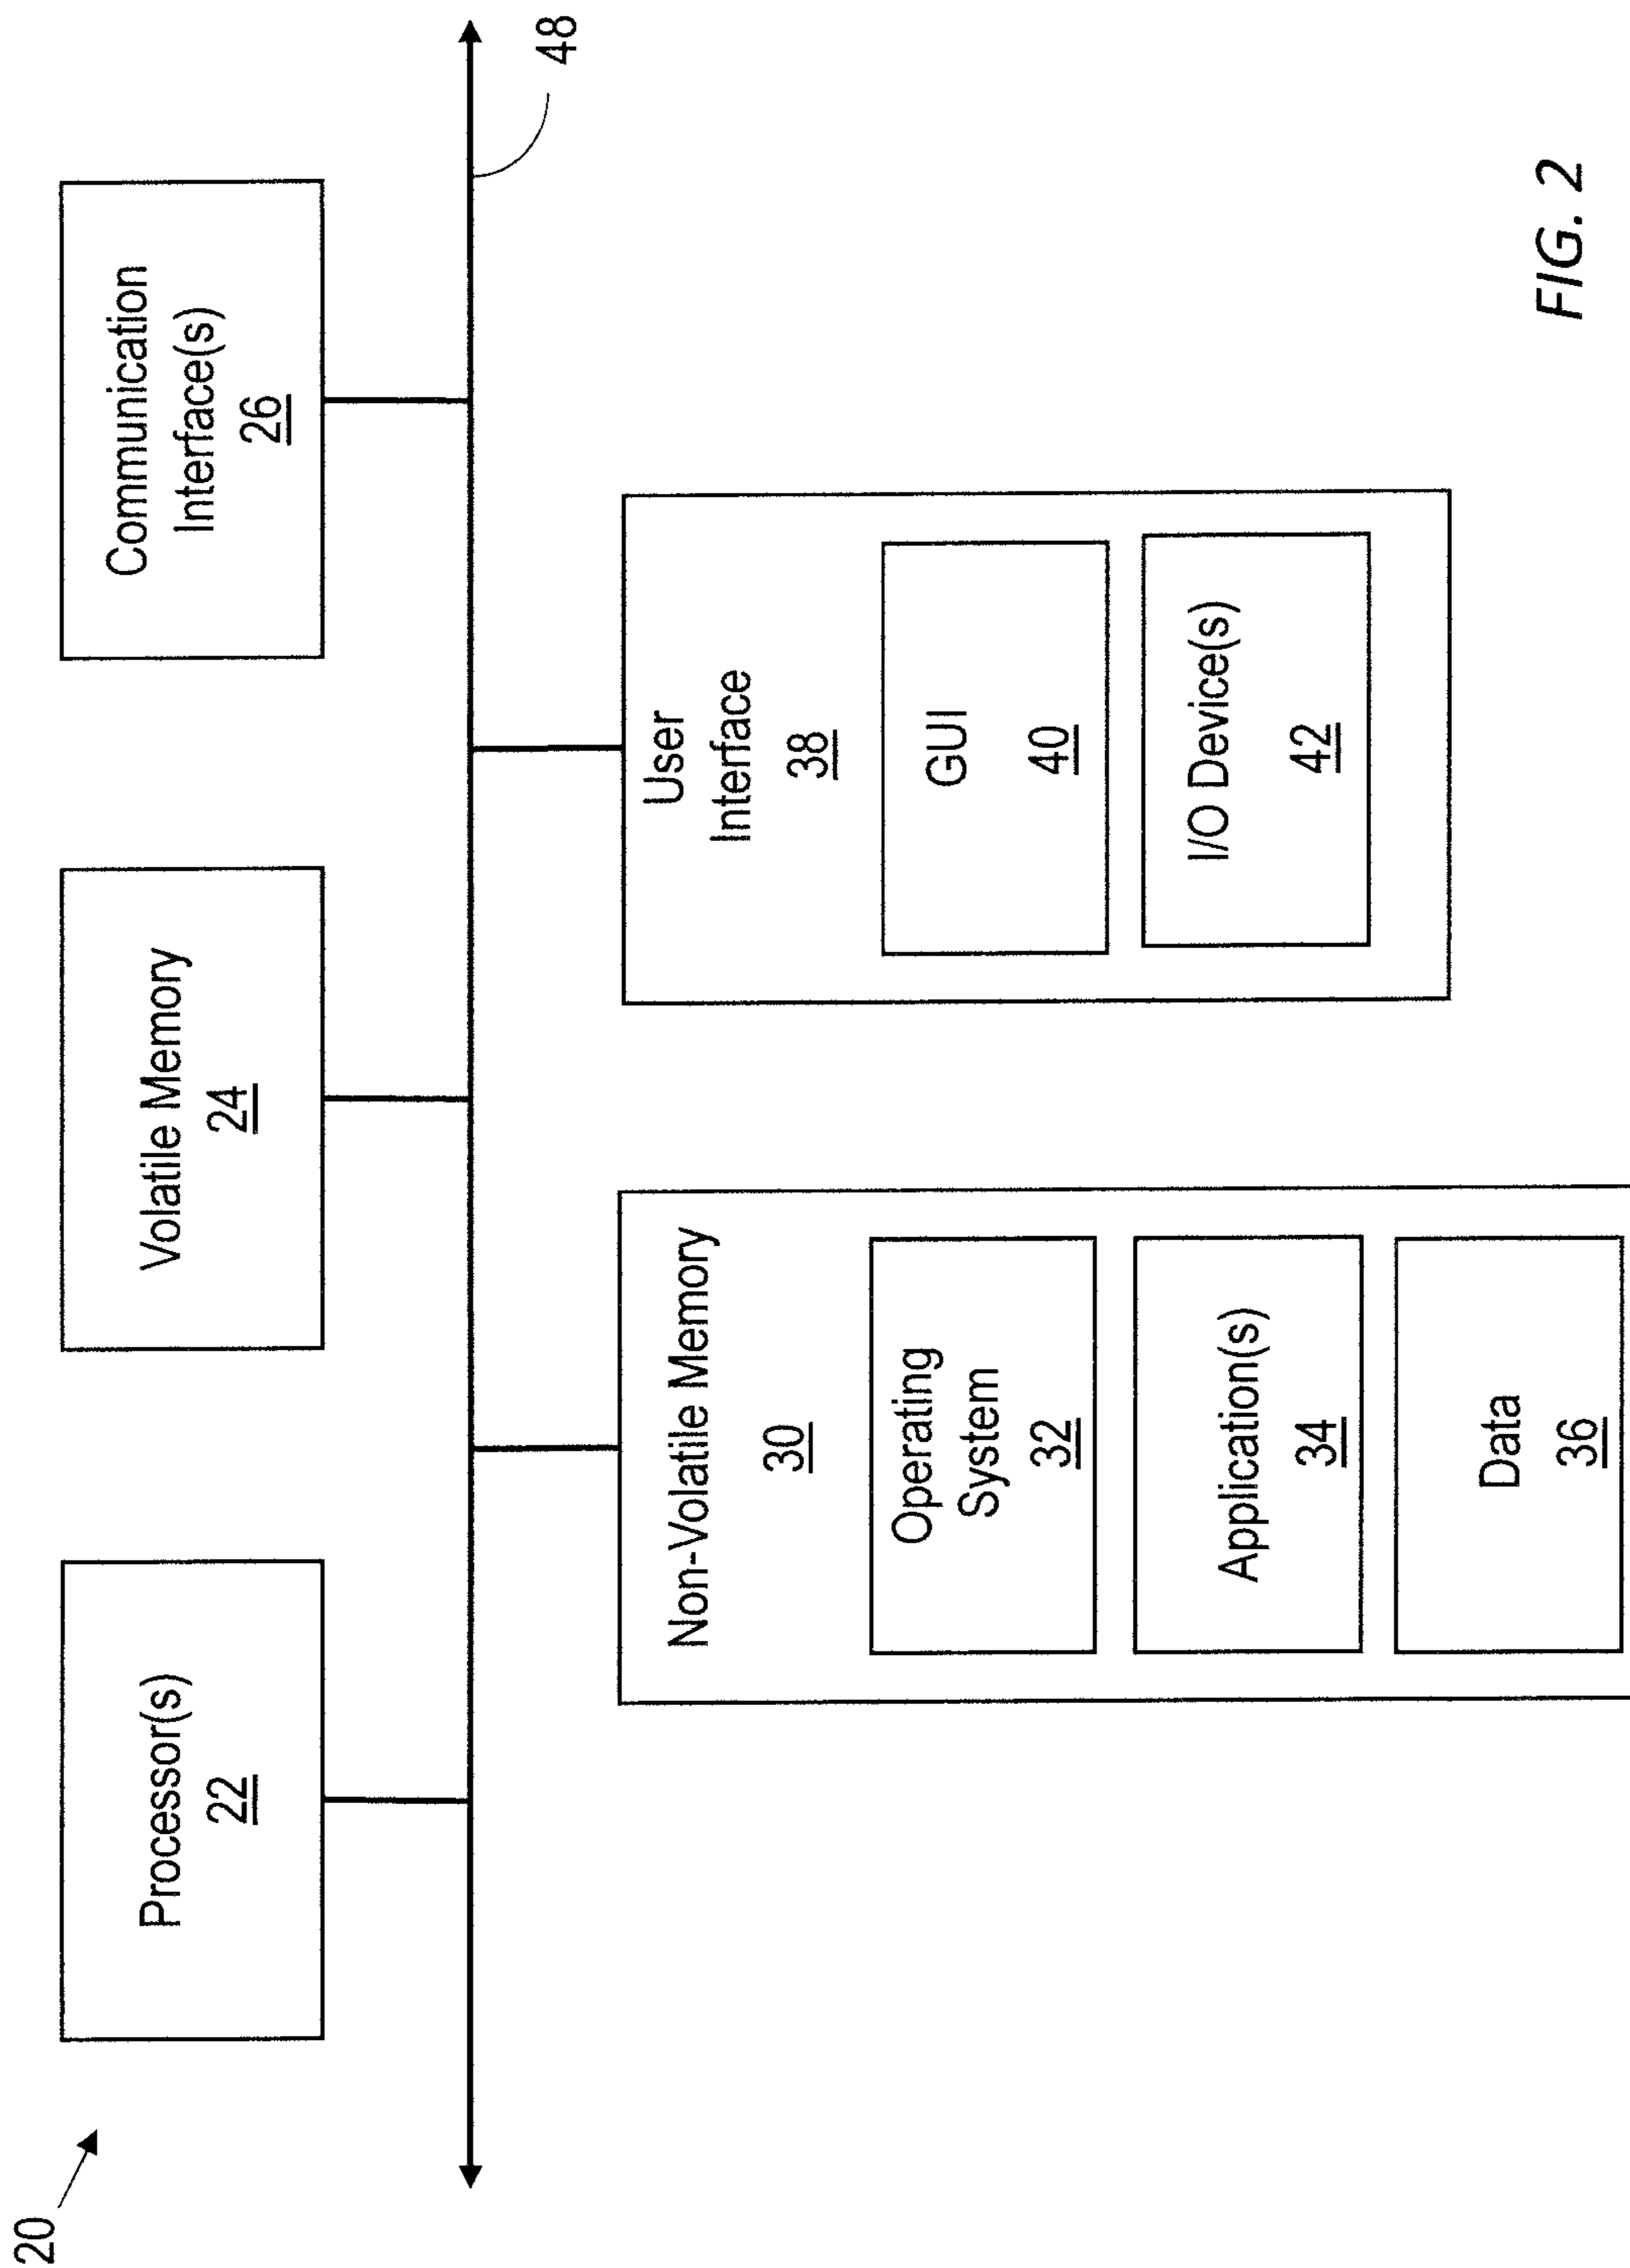 20
Processor(s)
22
Volatile Memory
24
Communication
Interface(s)
26
48
Non-Volatile Memory
30
Operating
System
32
Application(s)
34
Data
36
User
Interface
38
GUI
40
I/O Device(s)
42
FIG. 2